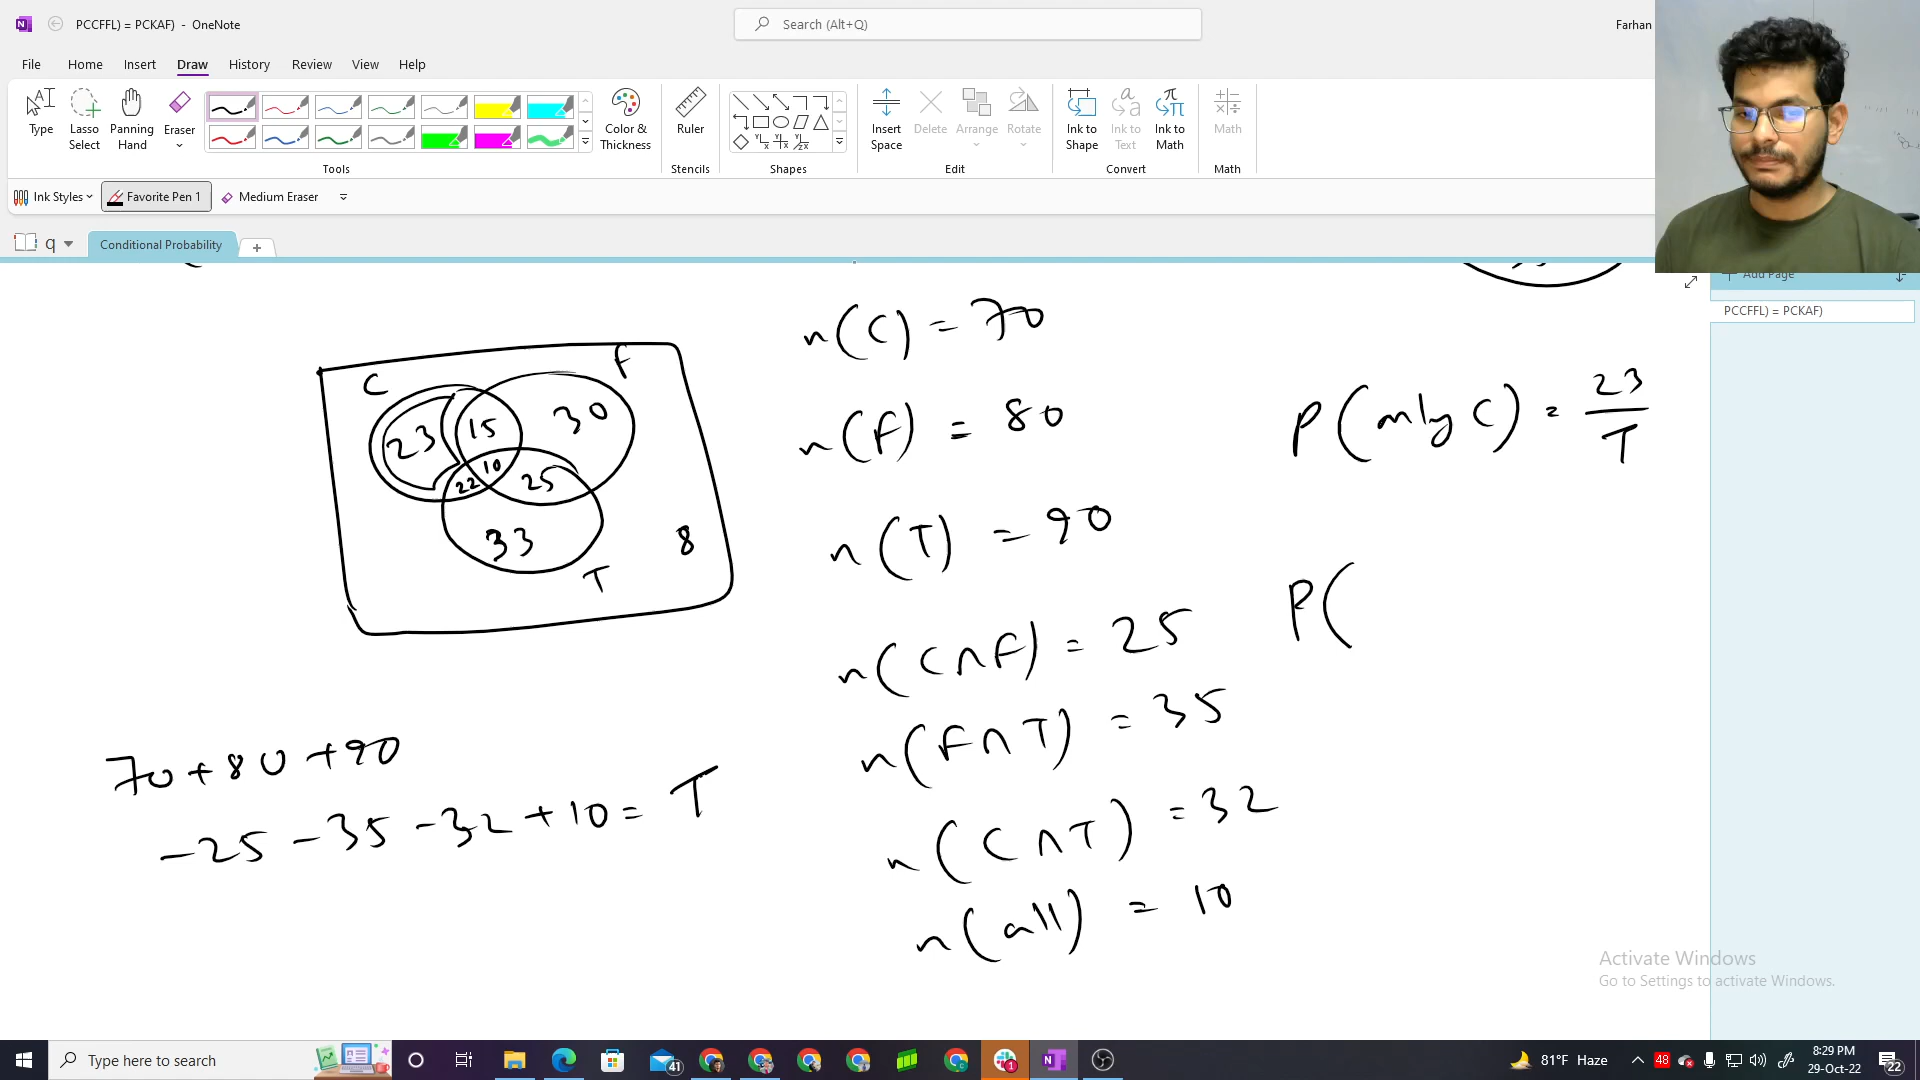 PCCFFL) = PCKAF) - OneNote
Search (Alt+Q)
Farhan
File Home Insert Draw History Review View Help
Type
Lasso Select
Panning Hand
Eraser
Color & Thickness
Ruler
Insert Space
Delete
Arrange
Rotate
Ink to Shape
Ink to Text
Ink to Math
Math
Tools Stencils Shapes Edit Convert Math
Ink Styles Favorite Pen 1 Medium Eraser
q Conditional Probability
Add Page
PCCFFL) = PCKAF)
C F
23 15 30
10
22 25
33 8
T
70+80+90
-25-35-32+10= T
n(C) = 70
n(F) = 80
n(T) = 90
n(C∩F) = 25
n(F∩T) = 35
n(C∩T) = 32
n(all) = 10
P(only C) = 23/T
P(
Activate Windows
Go to Settings to activate Windows.
Type here to search
41
1
81°F Haze
48
8:29 PM
29-Oct-22
22